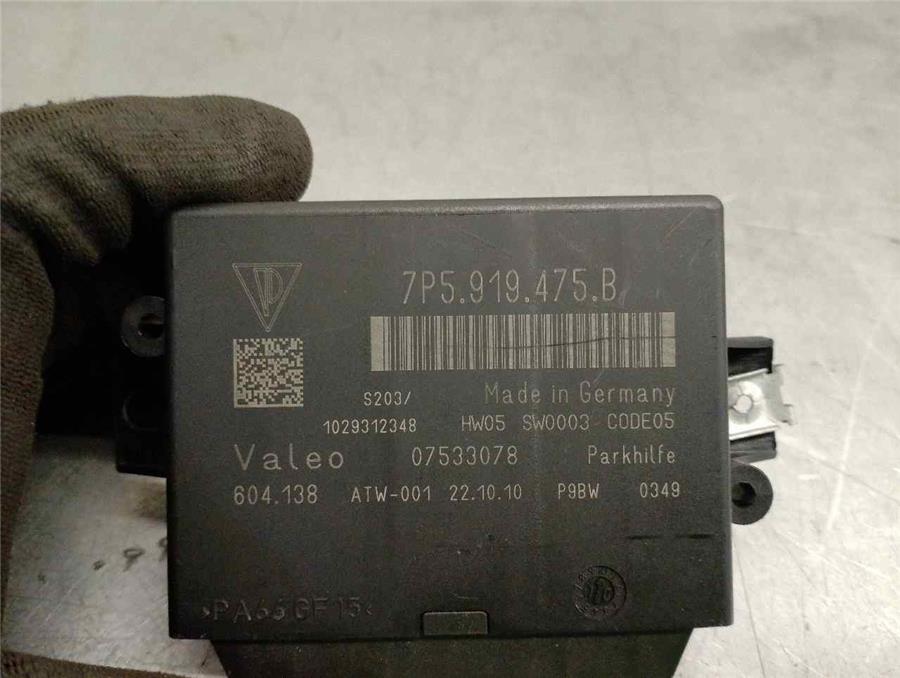 7P5.919.475.B
S203/
Made in Germany
1029312348 HW05 SW0003 CODE05
Valeo 07533078 Parkhilfe
604.138 ATW-001 22.10.10 P9BW 0349
>PA66GF15<